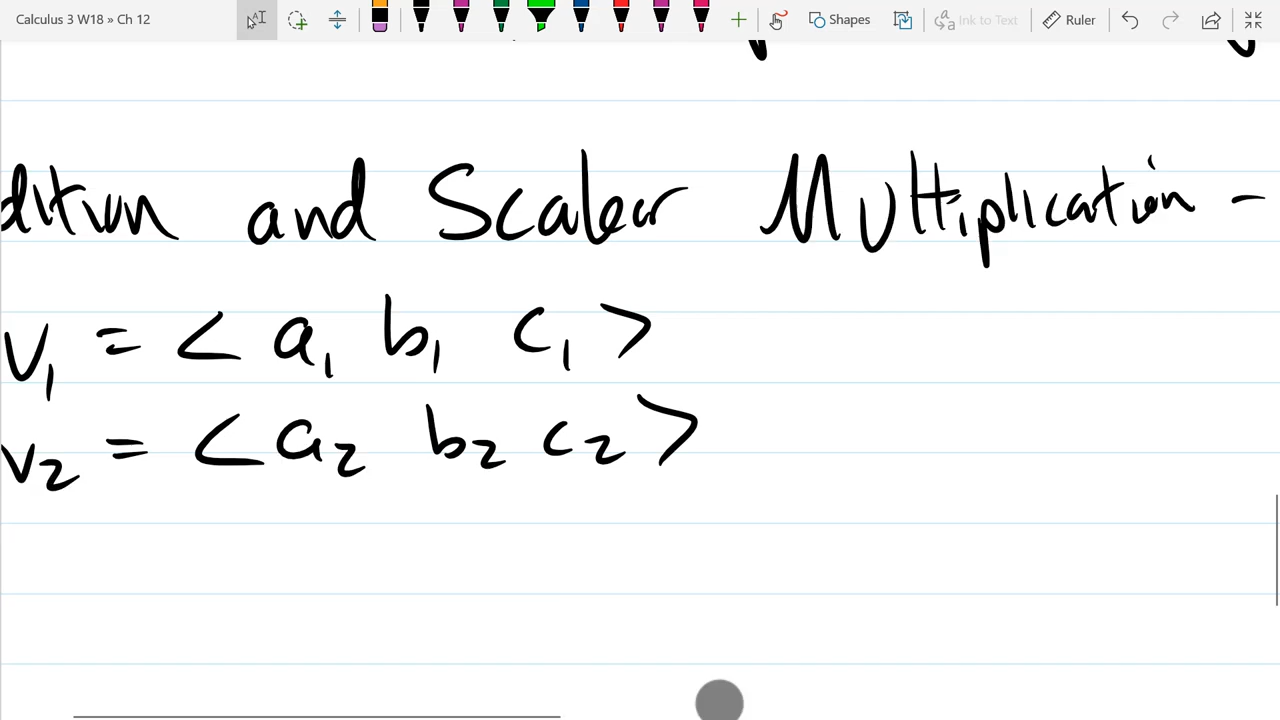 Calculus 3 W18 » Ch 12
Shapes
Ink to Text
Ruler
dition and Scalar Multiplication -
V₁ = < a₁ b₁ c₁ >
V₂ = < a₂ b₂ c₂ >